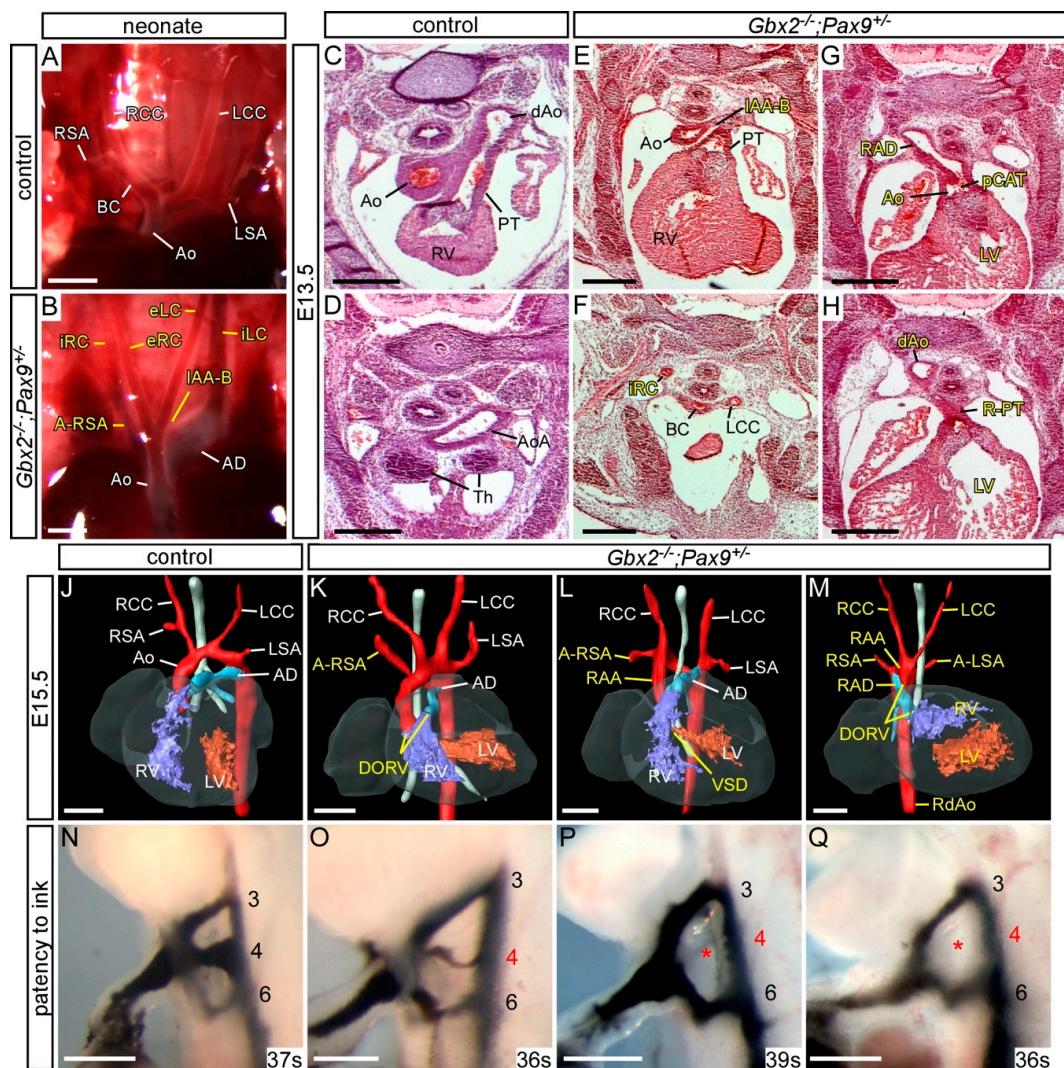 neonate
control
Gbx2-/-;Pax9+/-
control
Gbx2-/-;Pax9+/-
E13.5
A
RCC
LCC
RSA
BC
LSA
Ao
B
eLC
iRC
eRC
iLC
IAA-B
A-RSA
AD
Ao
C
dAo
Ao
PT
RV
D
AoA
Th
E
IAA-B
Ao
PT
RV
F
iRC
BC
LCC
G
RAD
pCAT
Ao
LV
H
dAo
R-PT
LV
control
Gbx2-/-;Pax9+/-
E15.5
J
RCC
LCC
RSA
LSA
Ao
AD
RV
LV
K
RCC
LCC
LSA
A-RSA
AD
DORV
RV
LV
L
RCC
LCC
A-RSA
LSA
RAA
AD
LV
RV
VSD
M
RCC
LCC
RAA
RSA
A-LSA
RAD
RV
DORV
LV
RdAo
patency to ink
N
3
4
6
37s
O
3
4
6
36s
P
3
*
4
6
39s
Q
3
*
4
6
36s